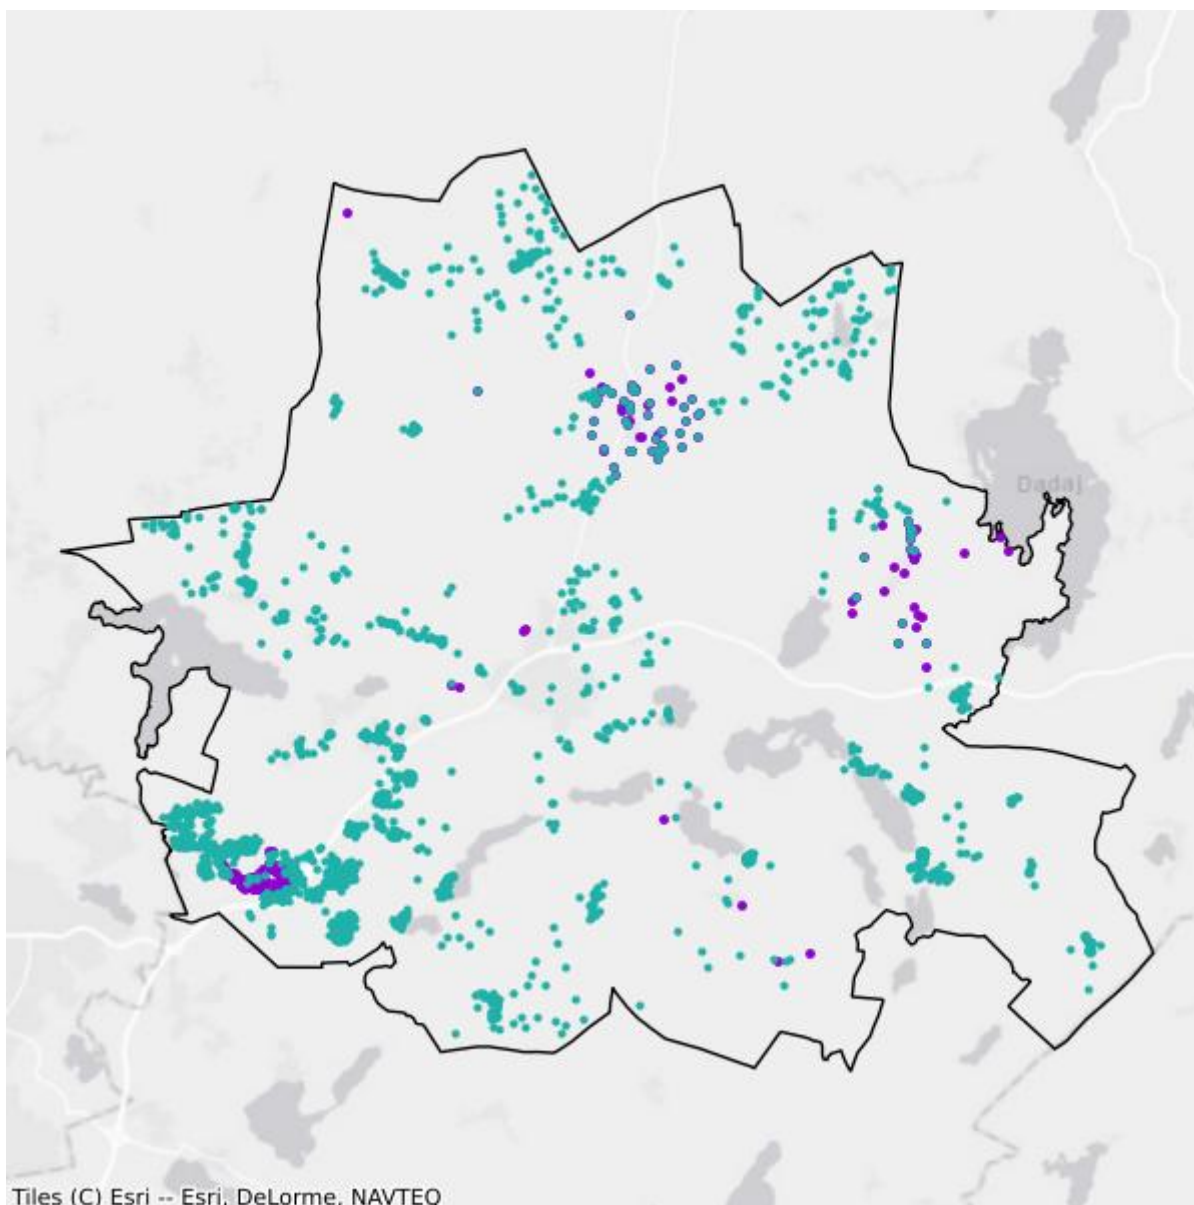 Dadaj
Tiles (C) Esri -- Esri, DeLorme, NAVTEQ